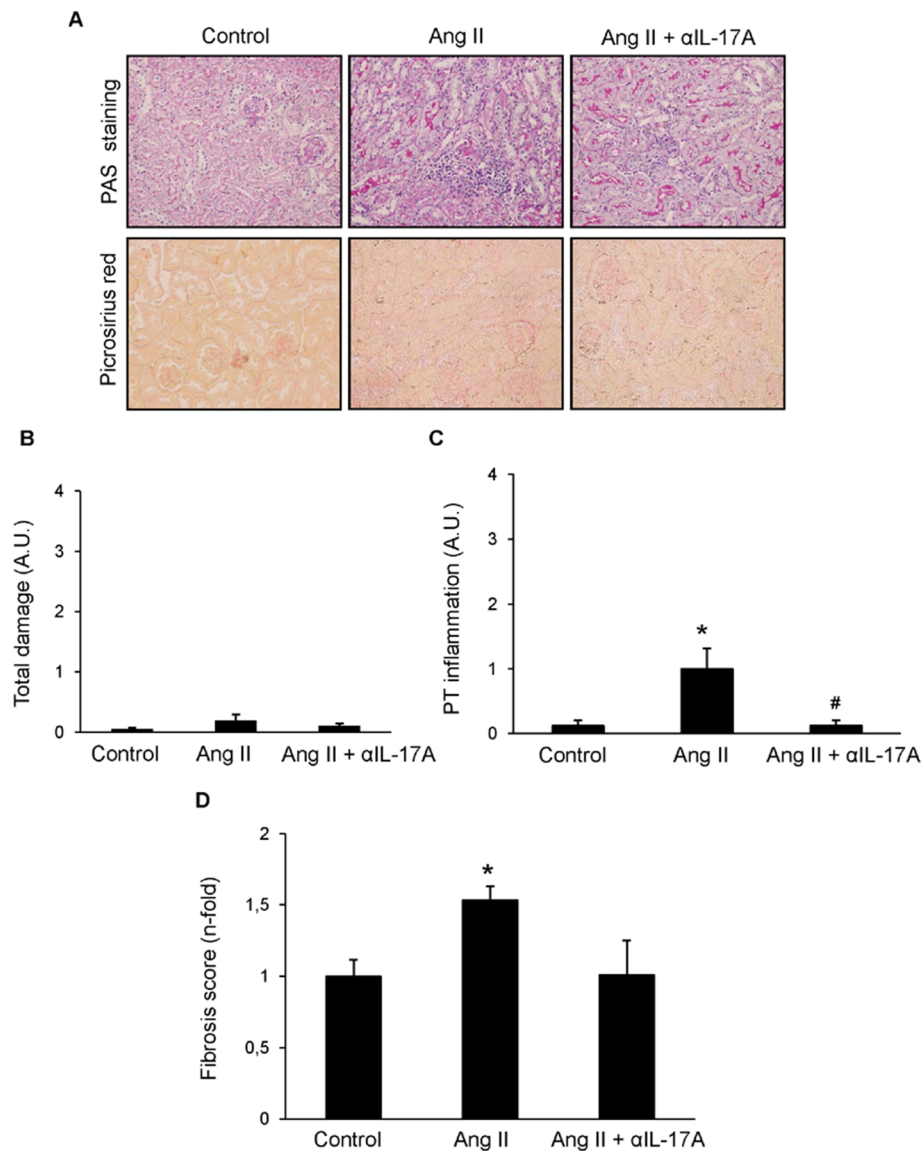 A
Control Ang II Ang II + αIL-17A
PAS staining
Picrosirius red
B
Total damage (A.U.)
4
3
2
1
0
Control Ang II Ang II + αIL-17A
C
PT inflammation (A.U.)
4
3
2
1
0
*
#
Control Ang II Ang II + αIL-17A
D
Fibrosis score (n-fold)
2
1,5
1
0,5
0
*
Control Ang II Ang II + αIL-17A